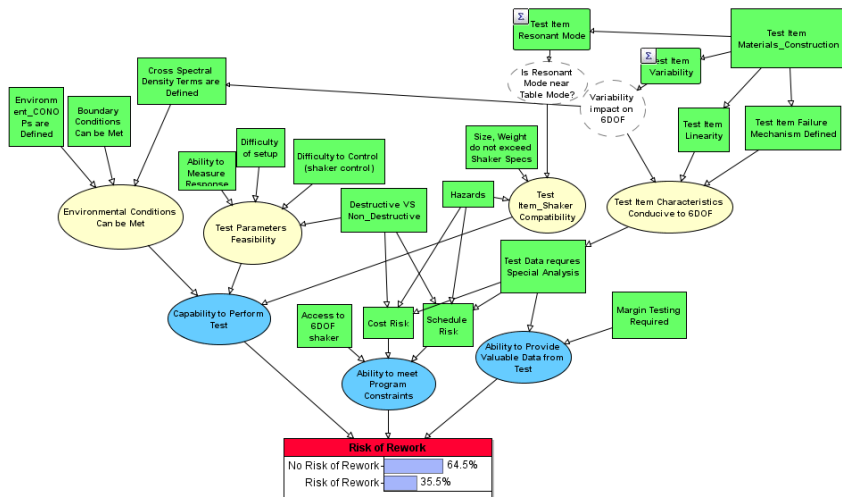 Σ
Test Item
Resonant Mode
Test Item
Materials_Construction
Σ
Test Item
Variability
Cross Spectral
Density Terms are
Defined
Is Resonant
Mode near
Table Mode?
Variability
impact on
6DOF
Environm
ent_CONO
Ps are
Defined
Boundary
Conditions
Can be Met
Test Item
Linearity
Test Item Failure
Mechanism Defined
Size, Weight
do not exceed
Shaker Specs
Difficulty
of setup
Difficulty to Control
(shaker control)
Ability to
Measure
Response
Destructive VS
Non_Destructive
Hazards
Environmental Conditions
Can be Met
Test Parameters
Feasibility
Test
Item_Shaker
Compatibility
Test Item Characteristics
Conducive to 6DOF
Test Data requres
Special Analysis
Capability to Perform
Test
Access to
6DOF
shaker
Cost Risk
Schedule
Risk
Margin Testing
Required
Ability to Provide
Valuable Data from
Test
Ability to meet
Program
Constraints
Risk of Rework
No Risk of Rework 64.5%
Risk of Rework 35.5%